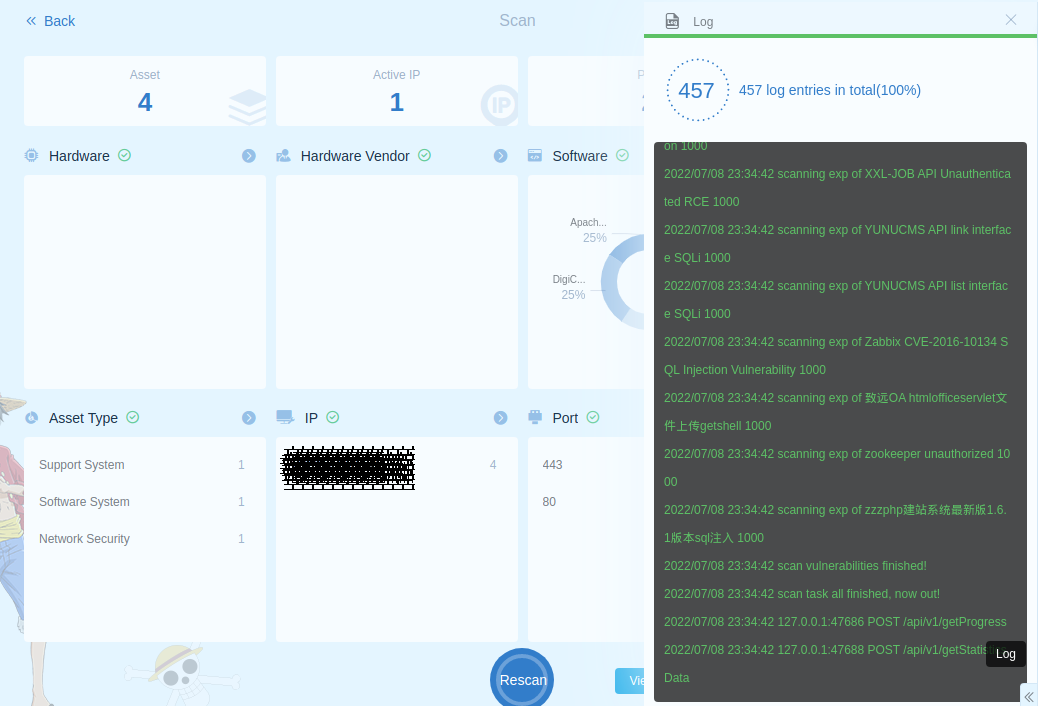 Back
Scan
Log
Asset
4
Active IP
1
IP
457
457 log entries in total(100%)
Hardware
Hardware Vendor
Software
Apach...
25%
DigiC...
25%
Asset Type
IP
Port
Support System 1
Software System 1
Network Security 1
4
443
80
Rescan
on 1000
2022/07/08 23:34:42 scanning exp of XXL-JOB API Unauthentica
ted RCE 1000
2022/07/08 23:34:42 scanning exp of YUNUCMS API link interfac
e SQLi 1000
2022/07/08 23:34:42 scanning exp of YUNUCMS API list interfac
e SQLi 1000
2022/07/08 23:34:42 scanning exp of Zabbix CVE-2016-10134 S
QL Injection Vulnerability 1000
2022/07/08 23:34:42 scanning exp of 致远OA htmlofficeservlet文
件上传getshell 1000
2022/07/08 23:34:42 scanning exp of zookeeper unauthorized 10
00
2022/07/08 23:34:42 scanning exp of zzzphp建站系统最新版1.6.
1版本sql注入 1000
2022/07/08 23:34:42 scan vulnerabilities finished!
2022/07/08 23:34:42 scan task all finished, now out!
2022/07/08 23:34:42 127.0.0.1:47686 POST /api/v1/getProgress
2022/07/08 23:34:42 127.0.0.1:47688 POST /api/v1/getStatis
Data
Log